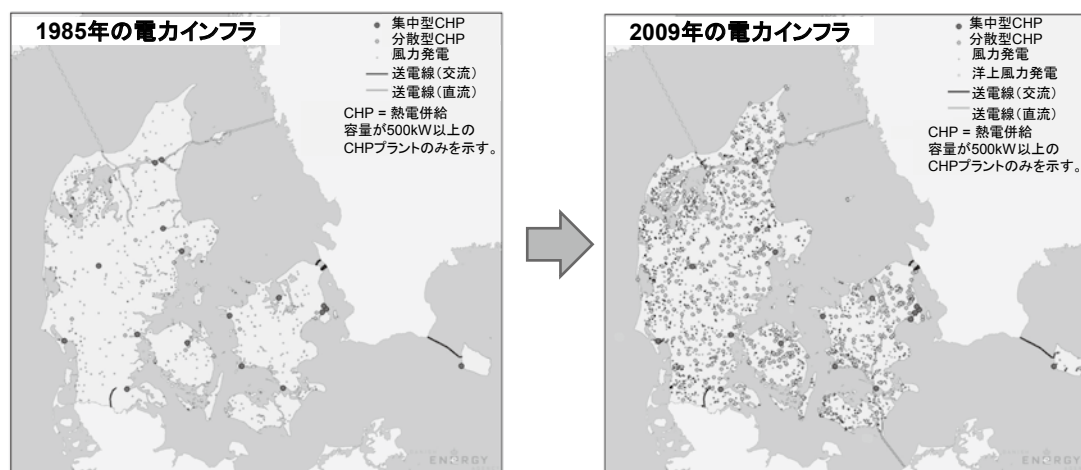 1985年の電力インフラ
集中型CHP
分散型CHP
風力発電
送電線(交流)
送電線(直流)
CHP = 熱電併給
容量が500kW以上の
CHPプラントのみを示す。
ENERGY
2009年の電力インフラ
集中型CHP
分散型CHP
風力発電
洋上風力発電
送電線(交流)
送電線(直流)
CHP = 熱電併給
容量が500kW以上の
CHPプラントのみを示す。
ENERGY